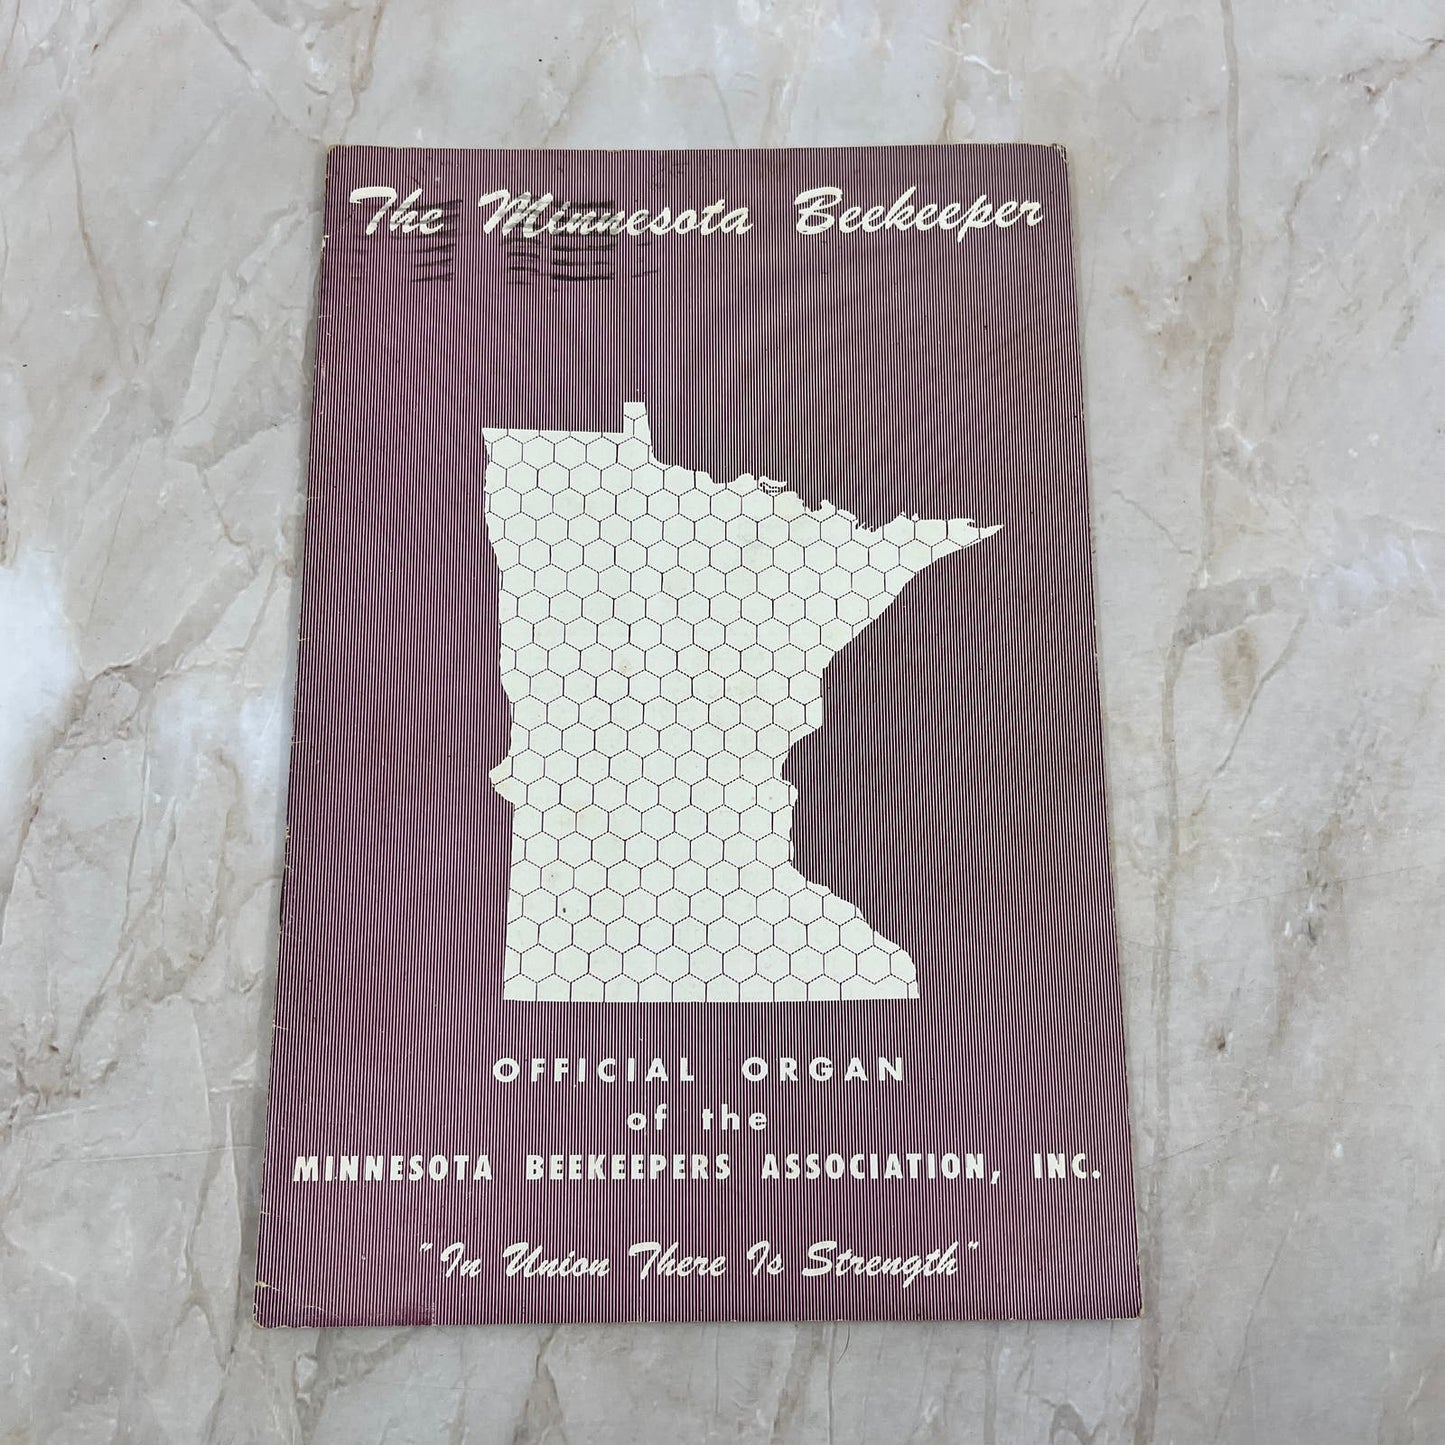 The Minnesota Beekeeper
OFFICIAL ORGAN
of the
MINNESOTA BEEKEEPERS ASSOCIATION, INC.
"In Union There Is Strength"